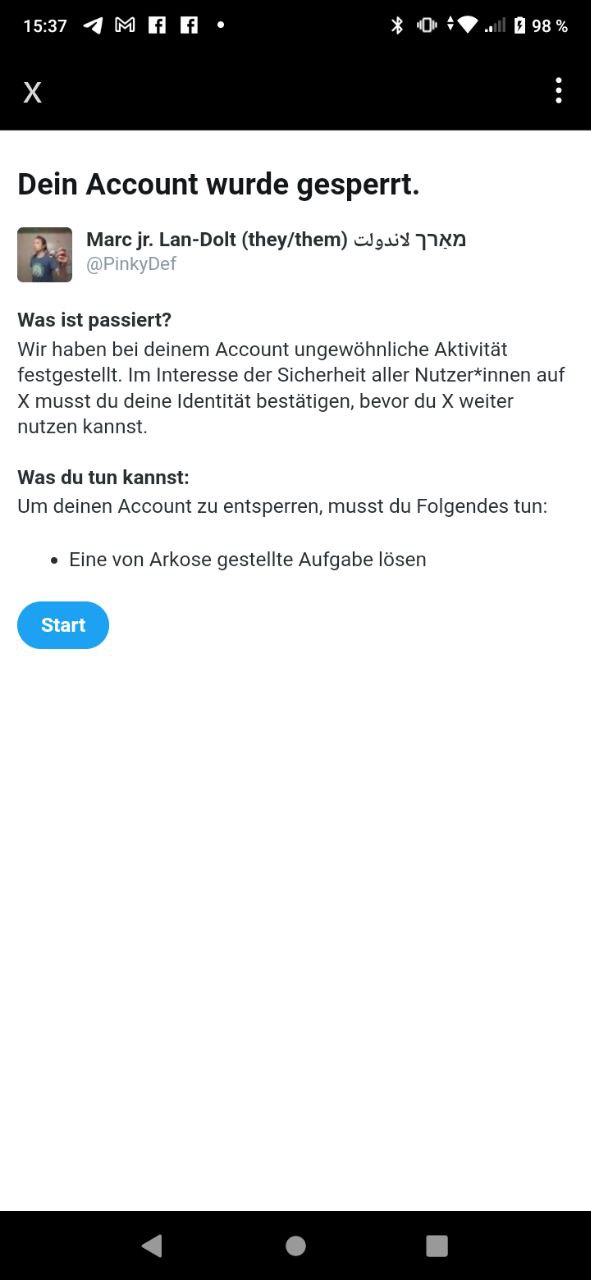 15:37 98 %
X
Dein Account wurde gesperrt.
Marc jr. Lan-Dolt (they/them) מאַרך لاندولت
@PinkyDef
Was ist passiert?
Wir haben bei deinem Account ungewöhnliche Aktivität
festgestellt. Im Interesse der Sicherheit aller Nutzer*innen auf
X musst du deine Identität bestätigen, bevor du X weiter
nutzen kannst.
Was du tun kannst:
Um deinen Account zu entsperren, musst du Folgendes tun:
• Eine von Arkose gestellte Aufgabe lösen
Start